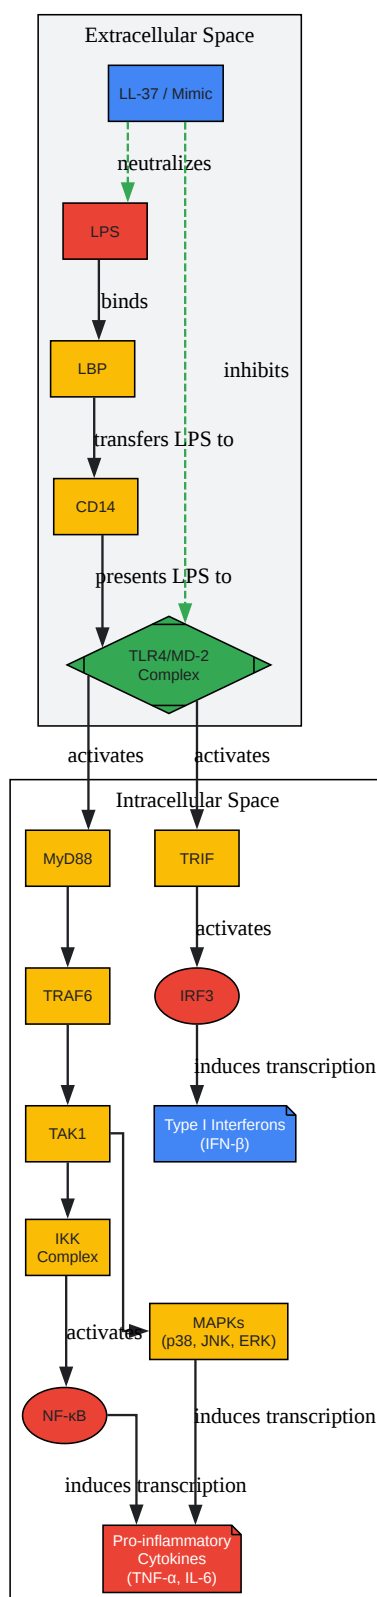 Extracellular Space
LL-37 / Mimic
neutralizes
LPS
binds
inhibits
LBP
transfers LPS to
CD14
presents LPS to
TLR4/MD-2
Complex
activates
activates
Intracellular Space
MyD88
TRIF
activates
TRAF6
IRF3
induces transcription
TAK1
Type I Interferons
(IFN-β)
IKK
Complex
MAPKs
(p38, JNK, ERK)
activates
NF-κB
induces transcription
induces transcription
Pro-inflammatory
Cytokines
(TNF-α, IL-6)